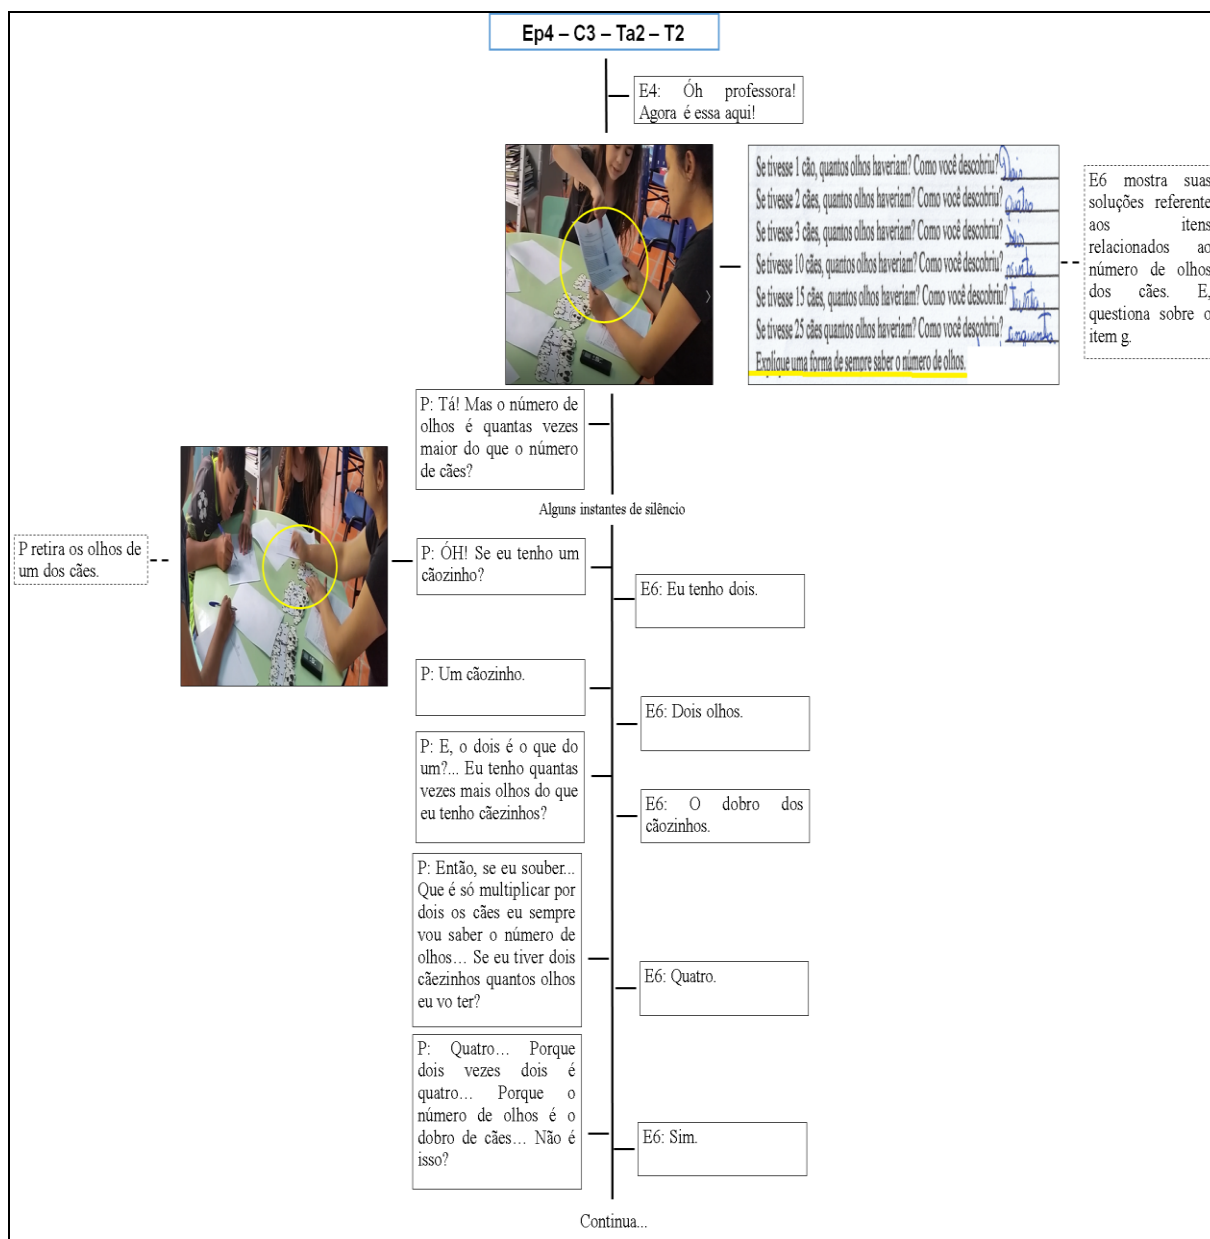 Ep4 – C3 – Ta2 – T2
E4: Óh professora!
Agora é essa aqui!
Se tivesse 1 cão, quantos olhos haveriam? Como você descobriu? Dois
Se tivesse 2 cães, quantos olhos haveriam? Como você descobriu? quatro
Se tivesse 3 cães, quantos olhos haveriam? Como você descobriu?
Se tivesse 10 cães, quantos olhos haveriam? Como você descobriu? vinte
Se tivesse 15 cães, quantos olhos haveriam? Como você descobriu? Trinta
Se tivesse 25 cães quantos olhos haveriam? Como você descobriu? cinquenta
Explique uma forma de sempre saber o número de olhos.
E6 mostra suas
soluções referente
aos itens
relacionados ao
número de olhos
dos cães. E,
questiona sobre o
item g.
P: Tá! Mas o número de
olhos é quantas vezes
maior do que o número
de cães?
Alguns instantes de silêncio
P retira os olhos de
um dos cães.
P: ÓH! Se eu tenho um
cãozinho?
E6: Eu tenho dois.
P: Um cãozinho.
E6: Dois olhos.
P: E, o dois é o que do
um?... Eu tenho quantas
vezes mais olhos do que
eu tenho cãezinhos?
E6: O dobro dos
cãozinhos.
P: Então, se eu souber...
Que é só multiplicar por
dois os cães eu sempre
vou saber o número de
olhos… Se eu tiver dois
cãezinhos quantos olhos
eu vo ter?
E6: Quatro.
P: Quatro… Porque
dois vezes dois é
quatro… Porque o
número de olhos é o
dobro de cães… Não é
isso?
E6: Sim.
Continua...